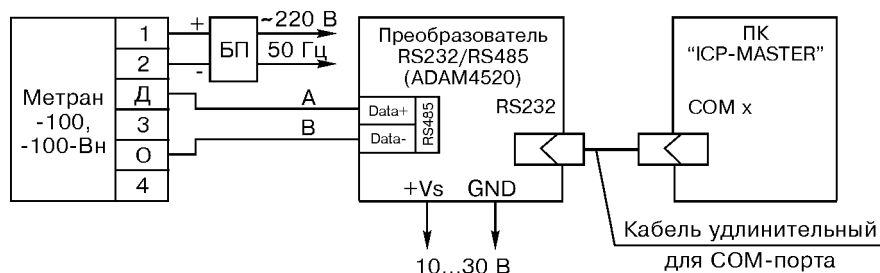 Метран
-100,
-100-Вн
1
2
Д
3
О
4
+
-
БП
~220 В
50 Гц
А
В
Преобразователь
RS232/RS485
(ADAM4520)
Data+
Data-
RS485
RS232
+Vs GND
10...30 В
ПК
“ICP-MASTER”
COM x
Кабель удлинительный
для COM-порта